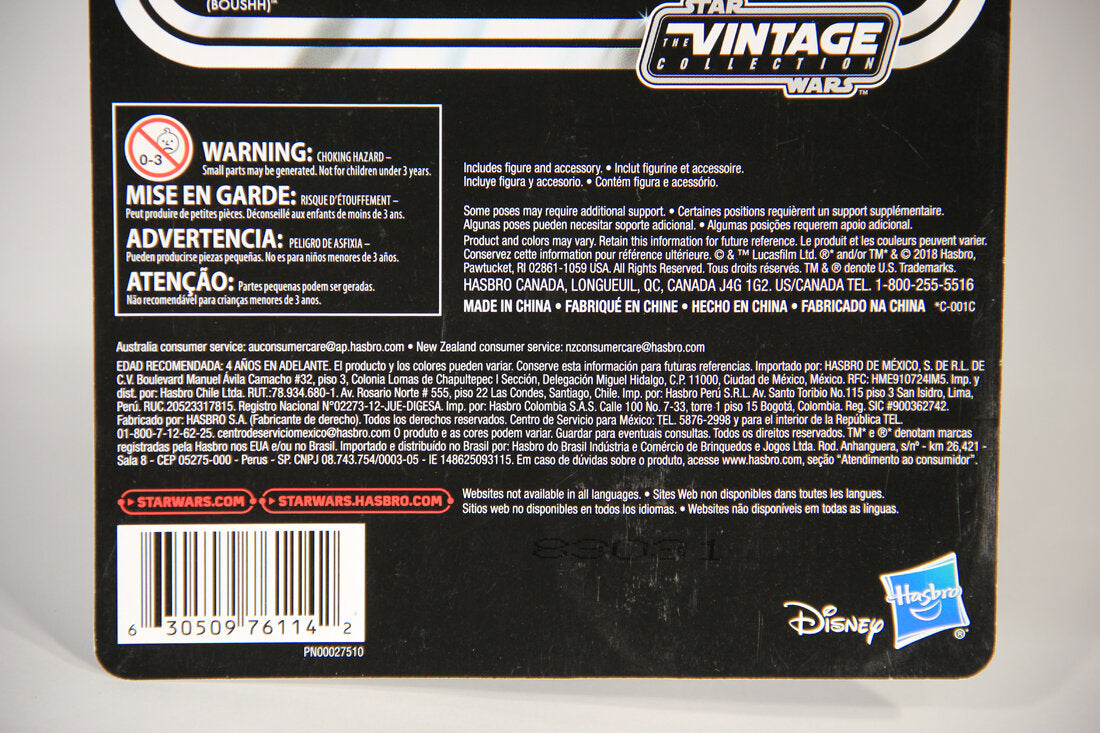 (BOUSHH)™
STAR
THE VINTAGE
COLLECTION
WARS™
0-3
WARNING: CHOKING HAZARD –
Small parts may be generated. Not for children under 3 years.
MISE EN GARDE: RISQUE D'ÉTOUFFEMENT –
Peut produire de petites pièces. Déconseillé aux enfants de moins de 3 ans.
ADVERTENCIA: PELIGRO DE ASFIXIA –
Pueden producirse piezas pequeñas. No es para niños menores de 3 años.
ATENÇÃO: Partes pequenas podem ser geradas.
Não recomendável para crianças menores de 3 anos.
Includes figure and accessory. • Inclut figurine et accessoire.
Incluye figura y accesorio. • Contém figura e acessório.
Some poses may require additional support. • Certaines positions requièrent un support supplémentaire.
Algunas poses pueden necesitar soporte adicional. • Algumas posições requerem apoio adicional.
Product and colors may vary. Retain this information for future reference. Le produit et les couleurs peuvent varier.
Conservez cette information pour référence ultérieure. © & ™ Lucasfilm Ltd. ®* and/or TM* & © 2018 Hasbro,
Pawtucket, RI 02861-1059 USA. All Rights Reserved. Tous droits réservés. TM & ® denote U.S. Trademarks.
HASBRO CANADA, LONGUEUIL, QC, CANADA J4G 1G2. US/CANADA TEL. 1-800-255-5516
MADE IN CHINA • FABRIQUÉ EN CHINE • HECHO EN CHINA • FABRICADO NA CHINA *C-001C
Australia consumer service: auconsumercare@ap.hasbro.com • New Zealand consumer service: nzconsumercare@hasbro.com
EDAD RECOMENDADA: 4 AÑOS EN ADELANTE. El producto y los colores pueden variar. Conserve esta información para futuras referencias. Importado por: HASBRO DE MÉXICO, S. DE R.L. DE
C.V. Boulevard Manuel Ávila Camacho #32, piso 3, Colonia Lomas de Chapultepec I Sección, Delegación Miguel Hidalgo, C.P. 11000, Ciudad de México, México. RFC: HME910724IM5. Imp. y
dist. por: Hasbro Chile Ltda. RUT.:78.934.680-1. Av. Rosario Norte # 555, piso 22 Las Condes, Santiago, Chile. Imp. por: Hasbro Perú S.R.L. Av. Santo Toribio No.115 piso 3 San Isidro, Lima,
Perú. RUC.20523317815. Registro Nacional N°02273-12-JUE-DIGESA. Imp. por: Hasbro Colombia S.A.S. Calle 100 No. 7-33, torre 1 piso 15 Bogotá, Colombia. Reg. SIC #900362742.
Fabricado por: HASBRO S.A. (Fabricante de derecho). Todos los derechos reservados. Centro de Servicio para México: TEL. 5876-2998 y para el interior de la República TEL.
01-800-7-12-62-25. centrodeserviciomexico@hasbro.com O produto e as cores podem variar. Guardar para eventuais consultas. Todos os direitos reservados. TM* e ®* denotam marcas
registradas pela Hasbro nos EUA e/ou no Brasil. Importado e distribuído no Brasil por: Hasbro do Brasil Indústria e Comércio de Brinquedos e Jogos Ltda. Rod. Anhanguera, s/nº - km 26,421 -
Sala 8 - CEP 05275-000 - Perus - SP. CNPJ 08.743.754/0003-05 - IE 148625093115. Em caso de dúvidas sobre o produto, acesse www.hasbro.com, seção "Atendimento ao consumidor".
STARWARS.COM STARWARS.HASBRO.COM
Websites not available in all languages. • Sites Web non disponibles dans toutes les langues.
Sitios web no disponibles en todos los idiomas. • Websites não disponíveis em todas as línguas.
6 30509 76114 2
PN00027510
Disney
Hasbro®